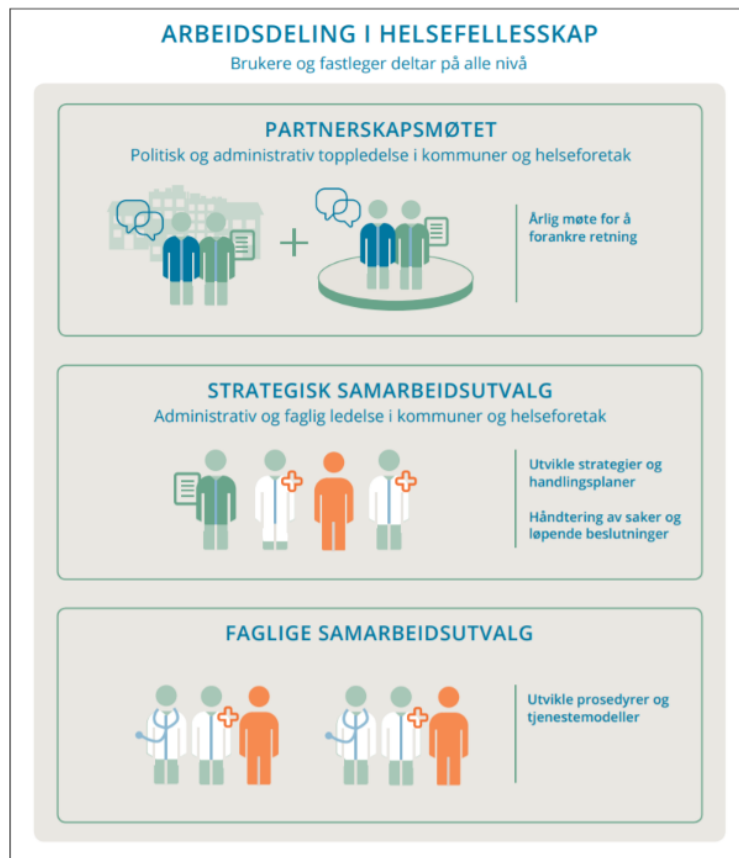 ARBEIDSDELING I HELSEFELLESSKAP
Brukere og fastleger deltar på alle nivå
PARTNERSKAPSMØTET
Politisk og administrativ toppledelse i kommuner og helseforetak
Årlig møte for å
forankre retning
STRATEGISK SAMARBEIDSUTVALG
Administrativ og faglig ledelse i kommuner og helseforetak
Utvikle strategier og
handlingsplaner
Håndtering av saker og
løpende beslutninger
FAGLIGE SAMARBEIDSUTVALG
Utvikle prosedyrer og
tjenestemodeller